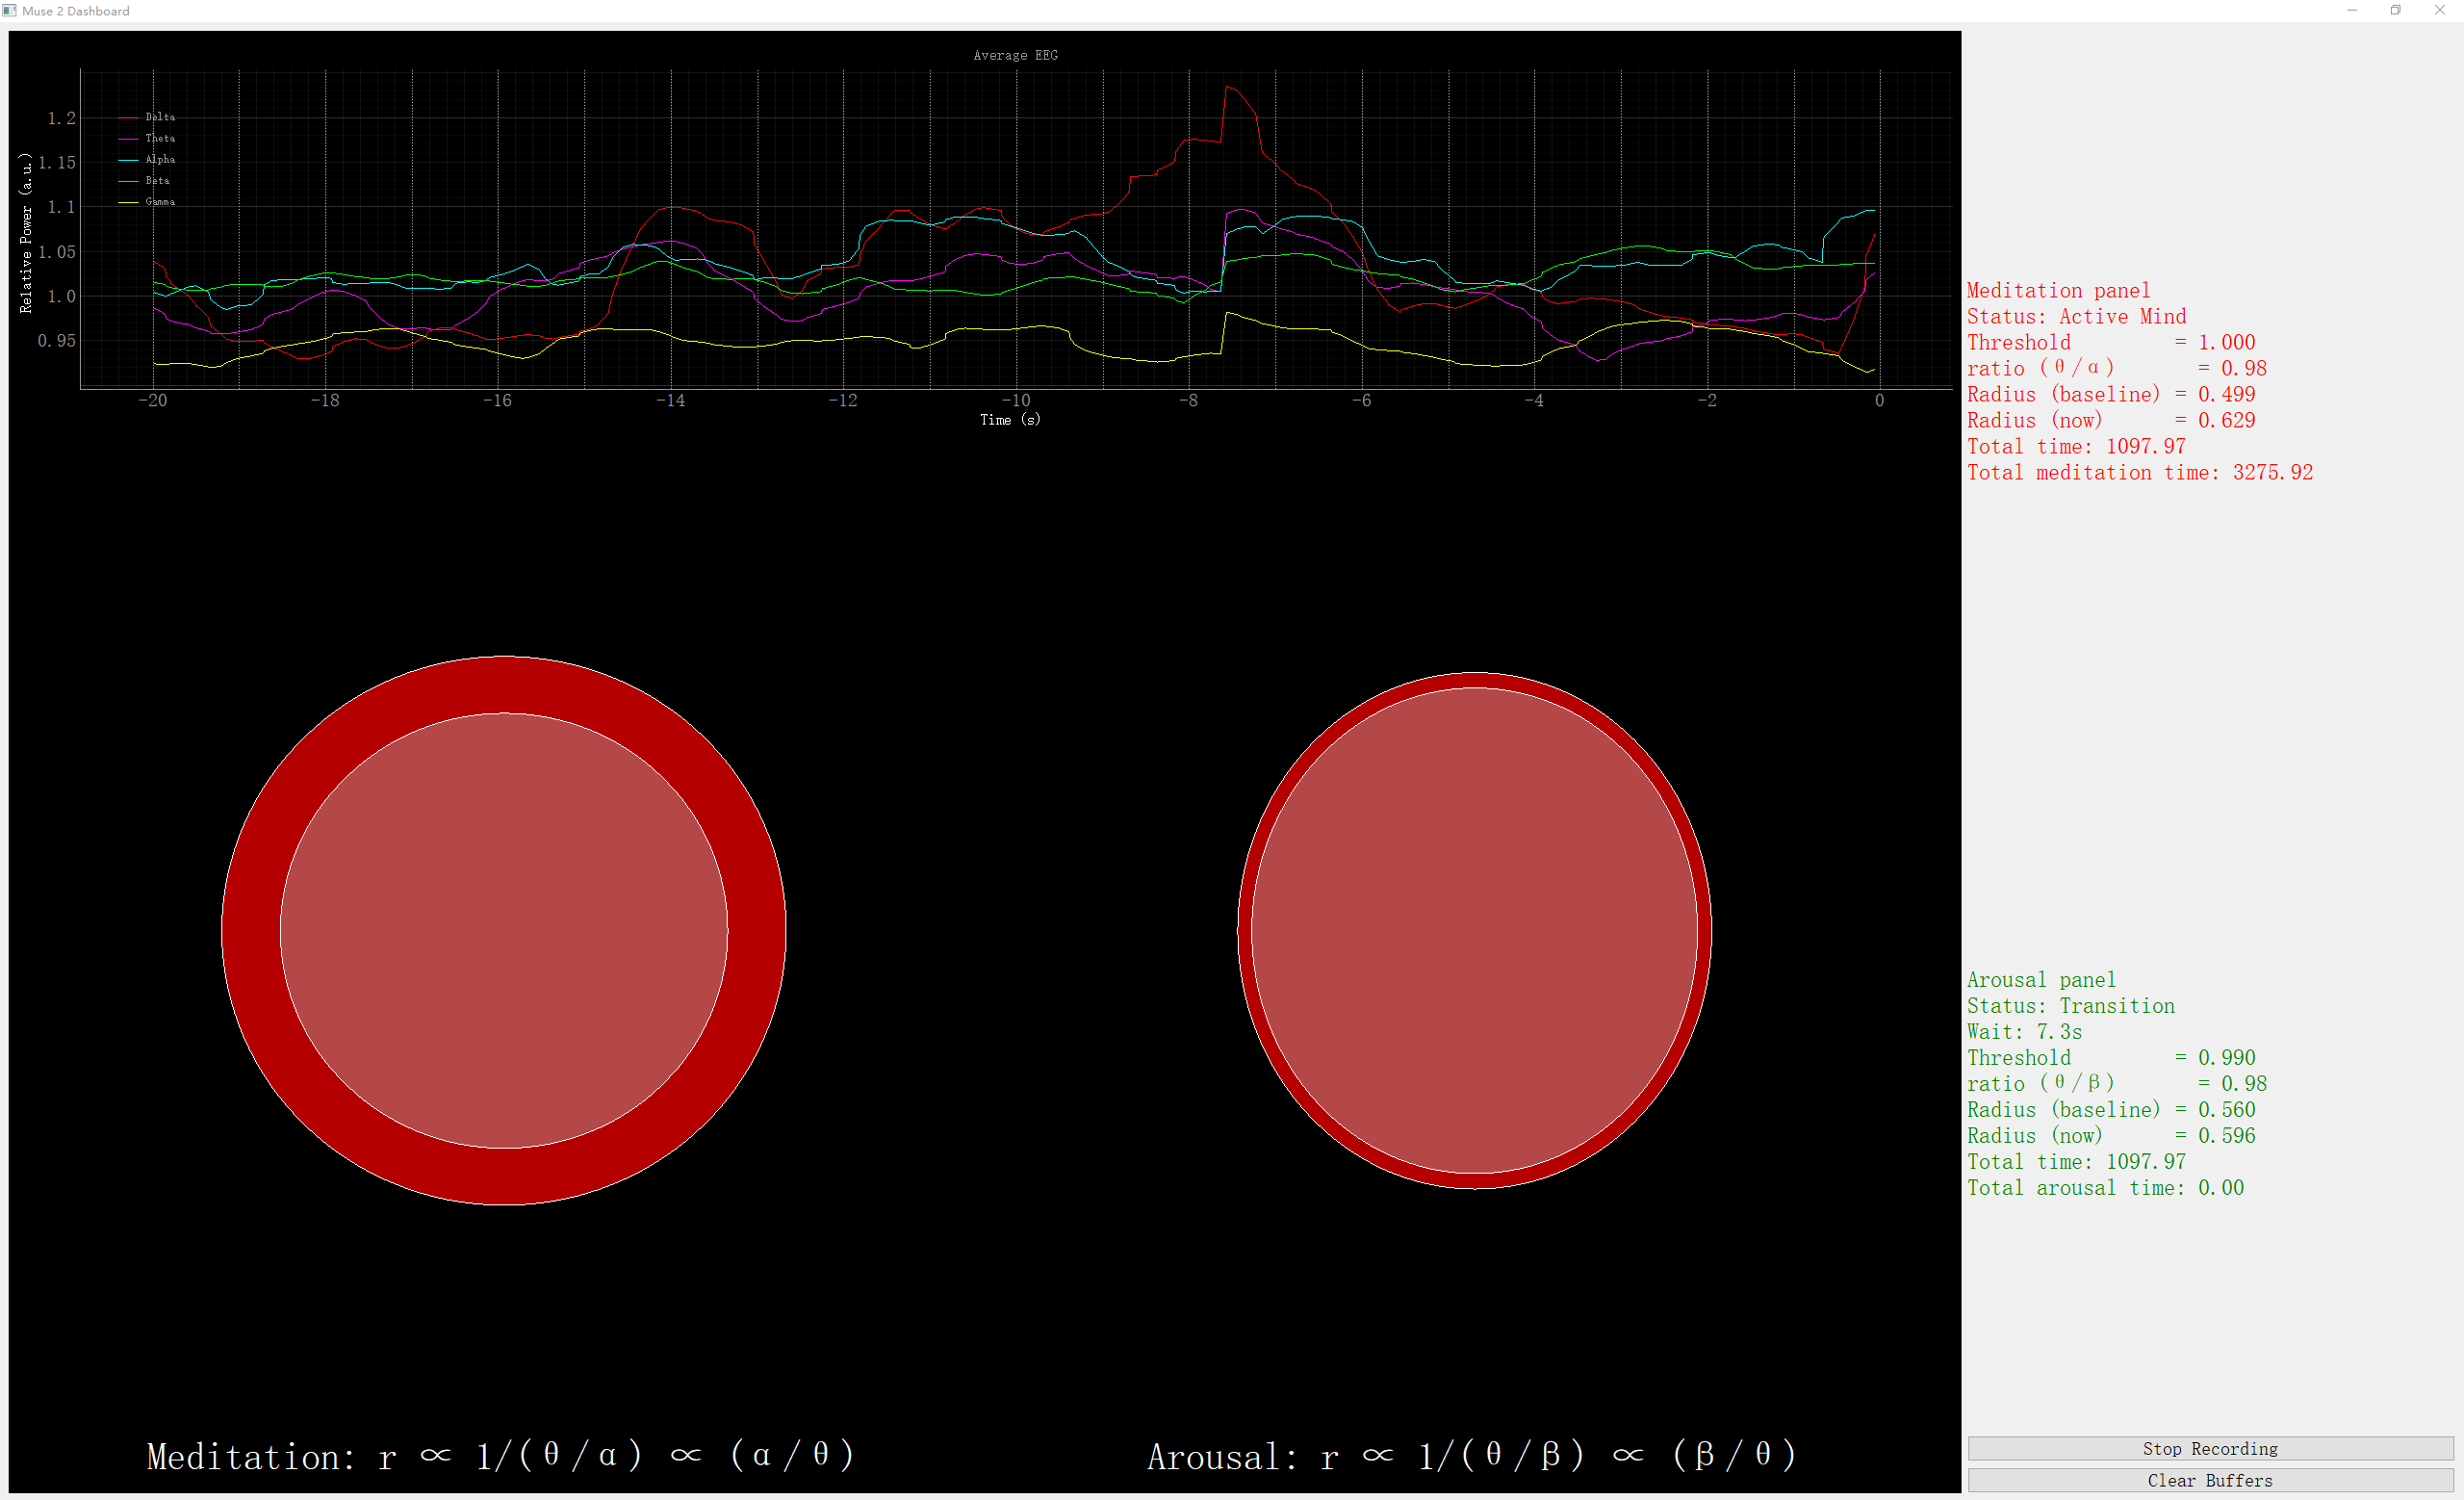 Muse 2 Dashboard
Average EEG
Relative Power (a.u.)
1.2
1.15
1.1
1.05
1.0
0.95
Delta
Theta
Alpha
Beta
Gamma
-20 -18 -16 -14 -12 -10 -8 -6 -4 -2 0
Time (s)
Meditation panel
Status: Active Mind
Threshold = 1.000
ratio (θ/α) = 0.98
Radius (baseline) = 0.499
Radius (now) = 0.629
Total time: 1097.97
Total meditation time: 3275.92
Arousal panel
Status: Transition
Wait: 7.3s
Threshold = 0.990
ratio (θ/β) = 0.98
Radius (baseline) = 0.560
Radius (now) = 0.596
Total time: 1097.97
Total arousal time: 0.00
Meditation: r ∝ 1/(θ/α) ∝ (α/θ)
Arousal: r ∝ 1/(θ/β) ∝ (β/θ)
Stop Recording
Clear Buffers